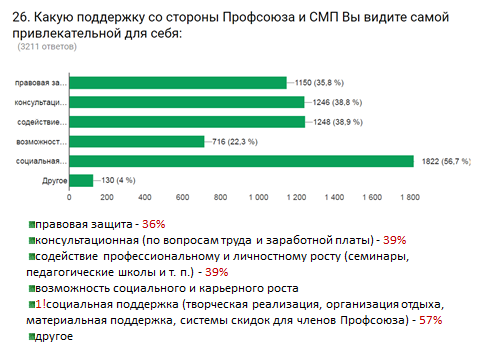 26. Какую поддержку со стороны Профсоюза и СМП Вы видите самой
привлекательной для себя:
(3211 ответов)
правовая за... 1150 (35,8 %)
консультаци... 1246 (38,8 %)
содействие... 1248 (38,9 %)
возможност... 716 (22,3 %)
социальная... 1822 (56,7 %)
Другое 130 (4 %)
0 200 400 600 800 1 000 1 200 1 400 1 600 1 800
правовая защита - 36%
консультационная (по вопросам труда и заработной платы) - 39%
содействие профессиональному и личностному росту (семинары,
педагогические школы и т. п.) - 39%
возможность социального и карьерного роста
1!социальная поддержка (творческая реализация, организация отдыха,
материальная поддержка, системы скидок для членов Профсоюза) - 57%
другое